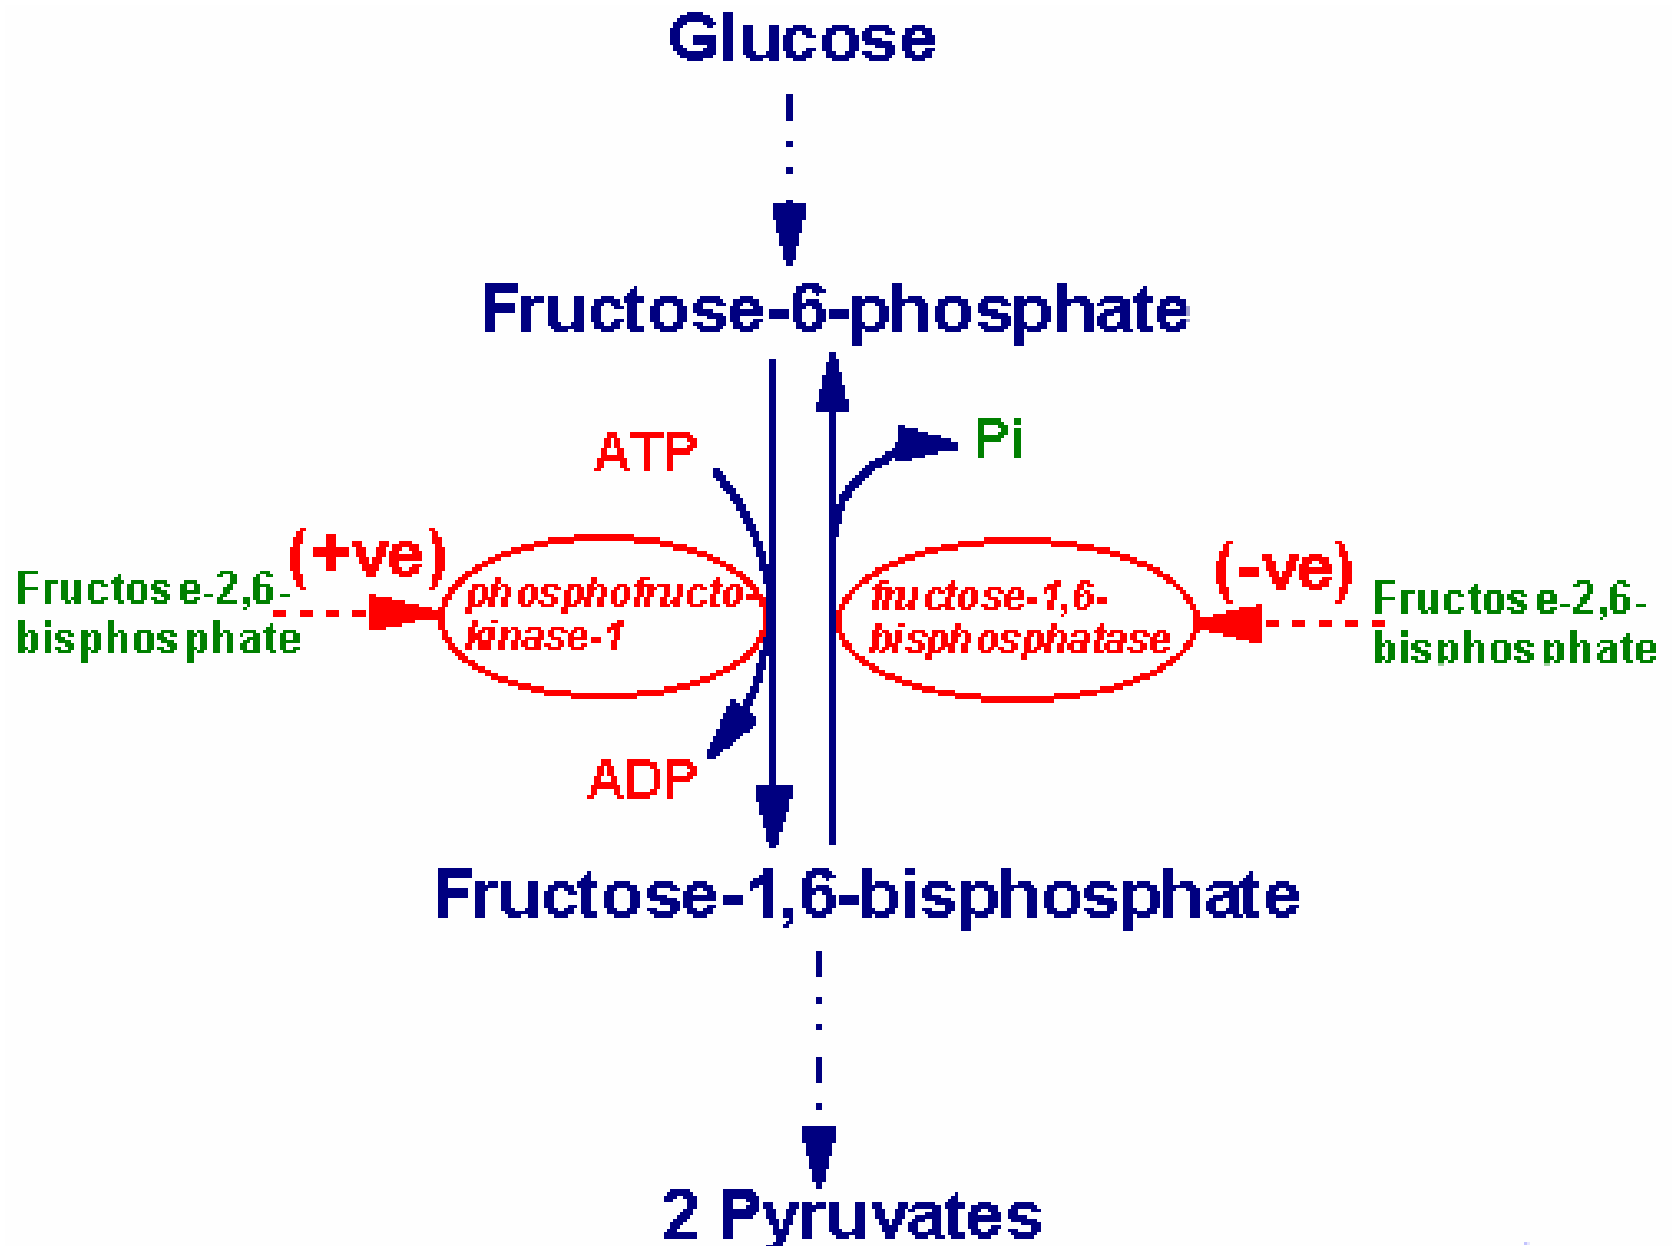 Glucose
Fructose-6-phosphate
ATP
Pi
(+ve)
(-ve)
Fructose-2,6-
bisphosphate
phosphofructo-
kinase-1
fructose-1,6-
bisphosphatase
Fructose-2,6-
bisphosphate
ADP
Fructose-1,6-bisphosphate
2 Pyruvates